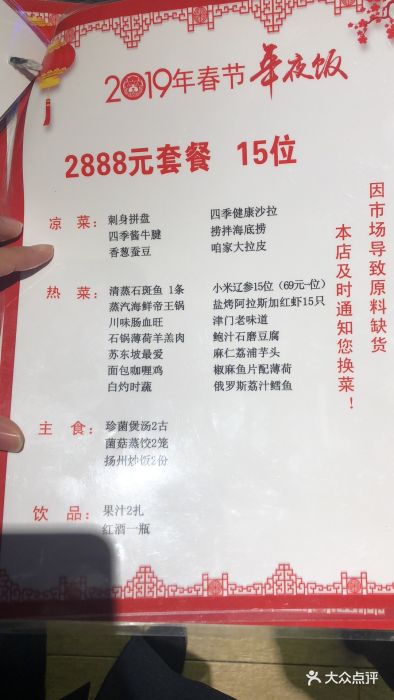 2019年春节 年夜饭
2888元套餐 15位
凉菜: 刺身拼盘 四季健康沙拉
四季酱牛腱 捞拌海底捞
香葱蚕豆 咱家大拉皮
热菜: 清蒸石斑鱼 1条 小米辽参15位 (69元一位)
蒸汽海鲜帝王锅 盐烤阿拉斯加红虾15只
川味肠血旺 津门老味道
石锅薄荷羊羔肉 鲍汁石磨豆腐
苏东坡最爱 麻仁荔浦芋头
面包咖喱鸡 椒麻鱼片配薄荷
白灼时蔬 俄罗斯荔汁鳕鱼
主食: 珍菌煲汤2古
菌菇蒸饺2笼
扬州炒饭2份
饮品: 果汁2扎
红酒一瓶
因市场导致原料缺货
本店及时通知您换菜!
大众点评